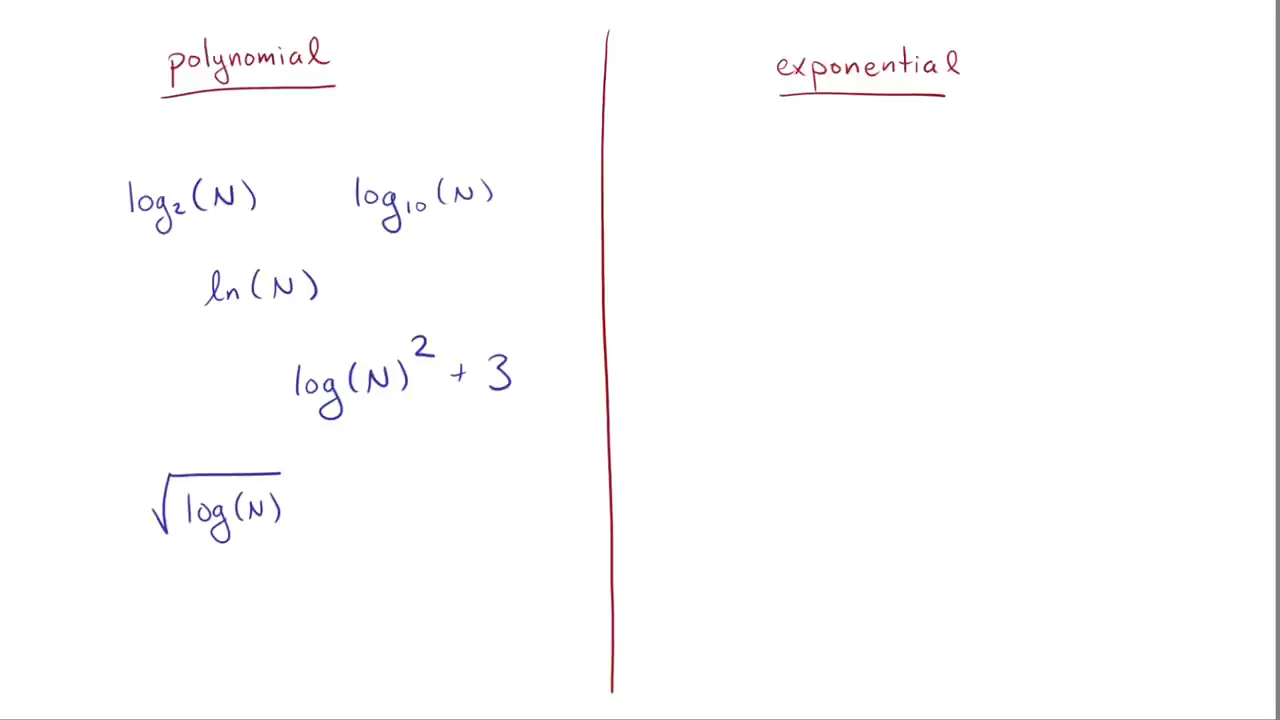 polynomial
exponential
log₂(N)
log₁₀(N)
ln(N)
log(N)² + 3
√log(N)